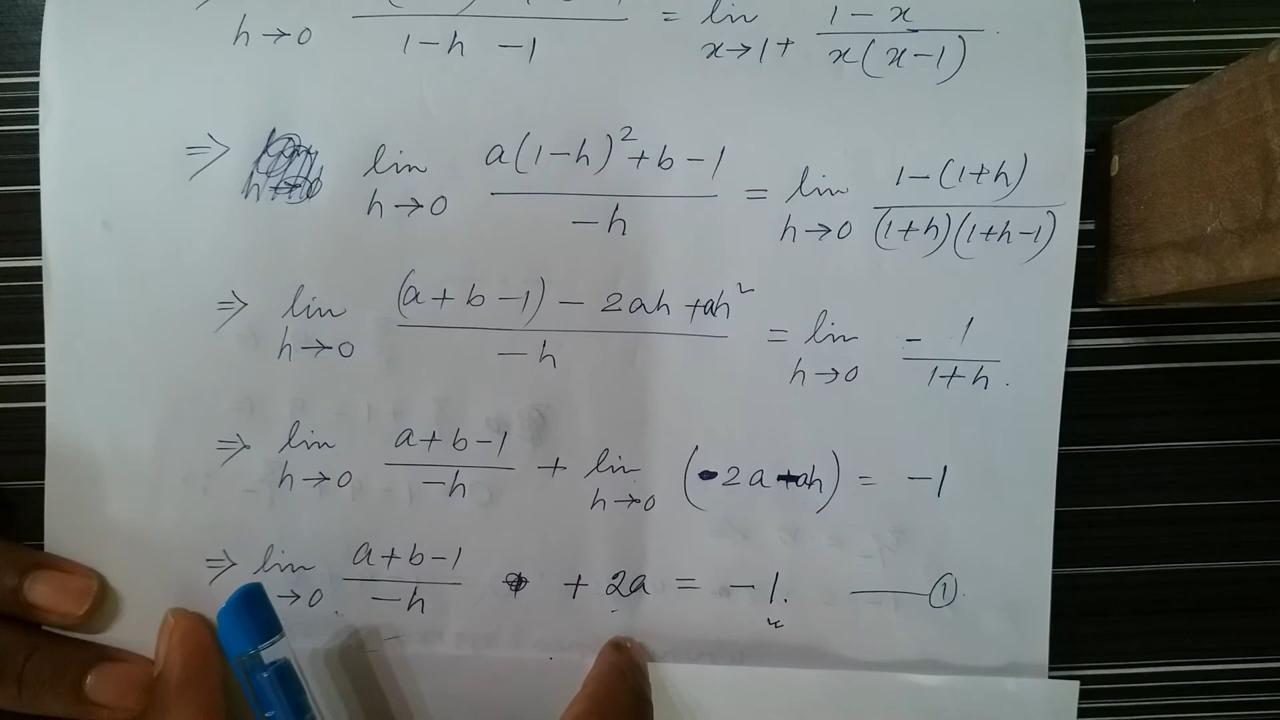 h→0 1-h -1 = lim x→1+ 1-x / x(x-1).
⇒ lim h→0 a(1-h)²+b-1 / -h = lim h→0 1-(1+h) / (1+h)(1+h-1)
⇒ lim h→0 (a+b-1) - 2ah +ah² / -h = lim h→0 - 1 / 1+h.
⇒ lim h→0 a+b-1 / -h + lim h→0 (2a-ah) = -1
⇒ lim →0. a+b-1 / -h + 2a = -1. —— ①